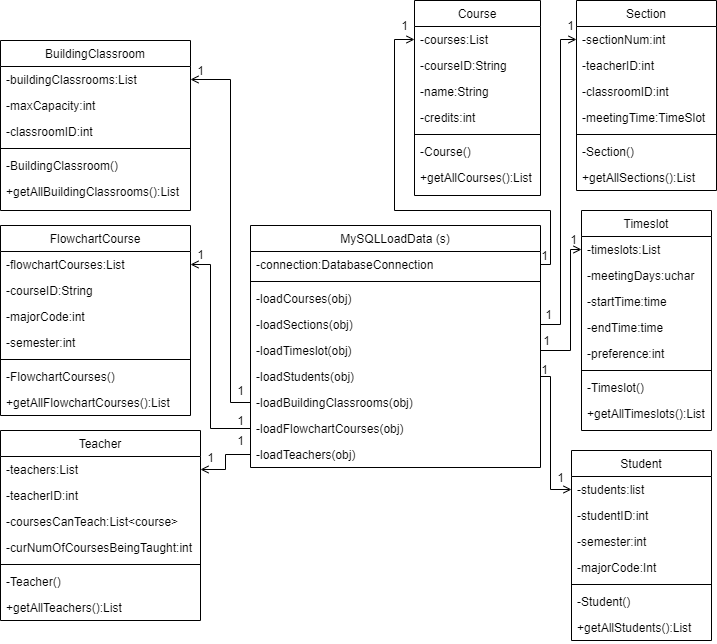 BuildingClassroom
-buildingClassrooms:List
-maxCapacity:int
-classroomID:int
-BuildingClassroom()
+getAllBuildingClassrooms():List
1
FlowchartCourse
-flowchartCourses:List
-courseID:String
-majorCode:int
-semester:int
-FlowchartCourses()
+getAllFlowchartCourses():List
1
Teacher
-teachers:List
-teacherID:int
-coursesCanTeach:List<course>
-curNumOfCoursesBeingTaught:int
-Teacher()
+getAllTeachers():List
1
MySQLLoadData (s)
-connection:DatabaseConnection
-loadCourses(obj)
-loadSections(obj)
-loadTimeslot(obj)
-loadStudents(obj)
-loadBuildingClassrooms(obj)
-loadFlowchartCourses(obj)
-loadTeachers(obj)
1
1
1
1
1
1
1
Course
-courses:List
-courseID:String
-name:String
-credits:int
-Course()
+getAllCourses():List
1
Section
-sectionNum:int
-teacherID:int
-classroomID:int
-meetingTime:TimeSlot
-Section()
+getAllSections():List
1
Timeslot
-timeslots:List
-meetingDays:uchar
-startTime:time
-endTime:time
-preference:int
-Timeslot()
+getAllTimeslots():List
1
Student
-students:list
-studentID:int
-semester:int
-majorCode:Int
-Student()
+getAllStudents():List
1